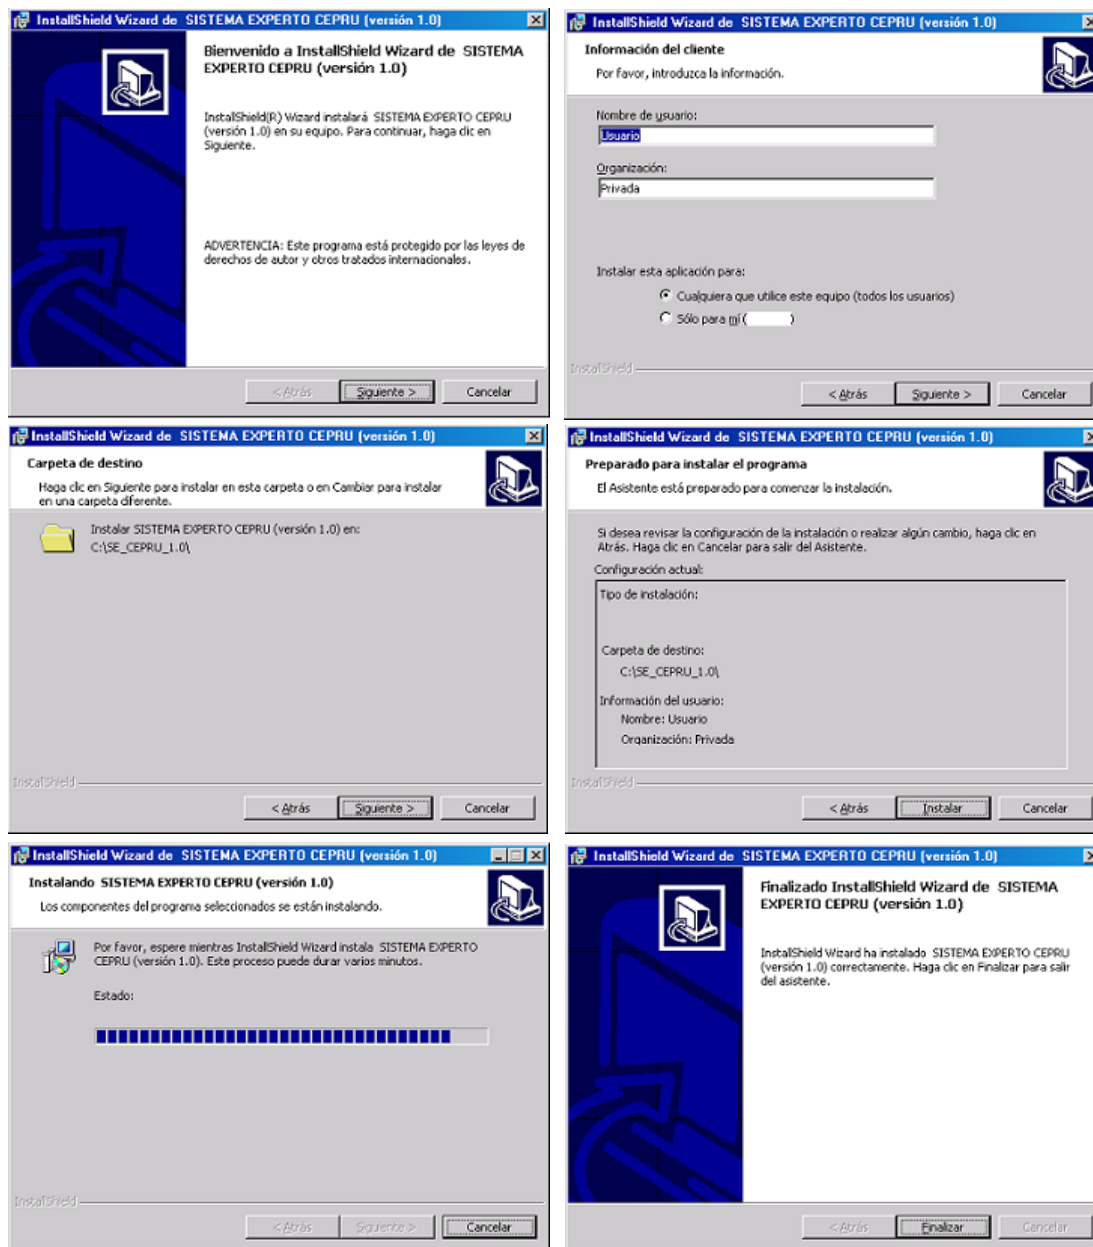 InstallShield Wizard de SISTEMA EXPERTO CEPRU (versión 1.0)
Bienvenido a InstallShield Wizard de SISTEMA
EXPERTO CEPRU (versión 1.0)
InstallShield(R) Wizard instalará SISTEMA EXPERTO CEPRU
(versión 1.0) en su equipo. Para continuar, haga clic en
Siguiente.
ADVERTENCIA: Este programa está protegido por las leyes de
derechos de autor y otros tratados internacionales.
< Atrás Siguiente > Cancelar
InstallShield Wizard de SISTEMA EXPERTO CEPRU (versión 1.0)
Información del cliente
Por favor, introduzca la información.
Nombre de usuario:
Usuario
Organización:
Privada
Instalar esta aplicación para:
Cualquiera que utilice este equipo (todos los usuarios)
Sólo para mí ( )
InstallShield
< Atrás Siguiente > Cancelar
InstallShield Wizard de SISTEMA EXPERTO CEPRU (versión 1.0)
Carpeta de destino
Haga clic en Siguiente para instalar en esta carpeta o en Cambiar para instalar
en una carpeta diferente.
Instalar SISTEMA EXPERTO CEPRU (versión 1.0) en:
C:\SE_CEPRU_1.0\
InstallShield
< Atrás Siguiente > Cancelar
InstallShield Wizard de SISTEMA EXPERTO CEPRU (versión 1.0)
Preparado para instalar el programa
El Asistente está preparado para comenzar la instalación.
Si desea revisar la configuración de la instalación o realizar algún cambio, haga clic en
Atrás. Haga clic en Cancelar para salir del Asistente.
Configuración actual:
Tipo de instalación:
Carpeta de destino:
C:\SE_CEPRU_1.0\
Información del usuario:
Nombre: Usuario
Organización: Privada
InstallShield
< Atrás Instalar Cancelar
InstallShield Wizard de SISTEMA EXPERTO CEPRU (versión 1.0)
Instalando SISTEMA EXPERTO CEPRU (versión 1.0)
Los componentes del programa seleccionados se están instalando.
Por favor, espere mientras InstallShield Wizard instala SISTEMA EXPERTO
CEPRU (versión 1.0). Este proceso puede durar varios minutos.
Estado:
InstallShield
< Atrás Siguiente > Cancelar
InstallShield Wizard de SISTEMA EXPERTO CEPRU (versión 1.0)
Finalizado InstallShield Wizard de SISTEMA
EXPERTO CEPRU (versión 1.0)
InstallShield Wizard ha instalado SISTEMA EXPERTO CEPRU
(versión 1.0) correctamente. Haga clic en Finalizar para salir
del asistente.
< Atrás Finalizar Cancelar